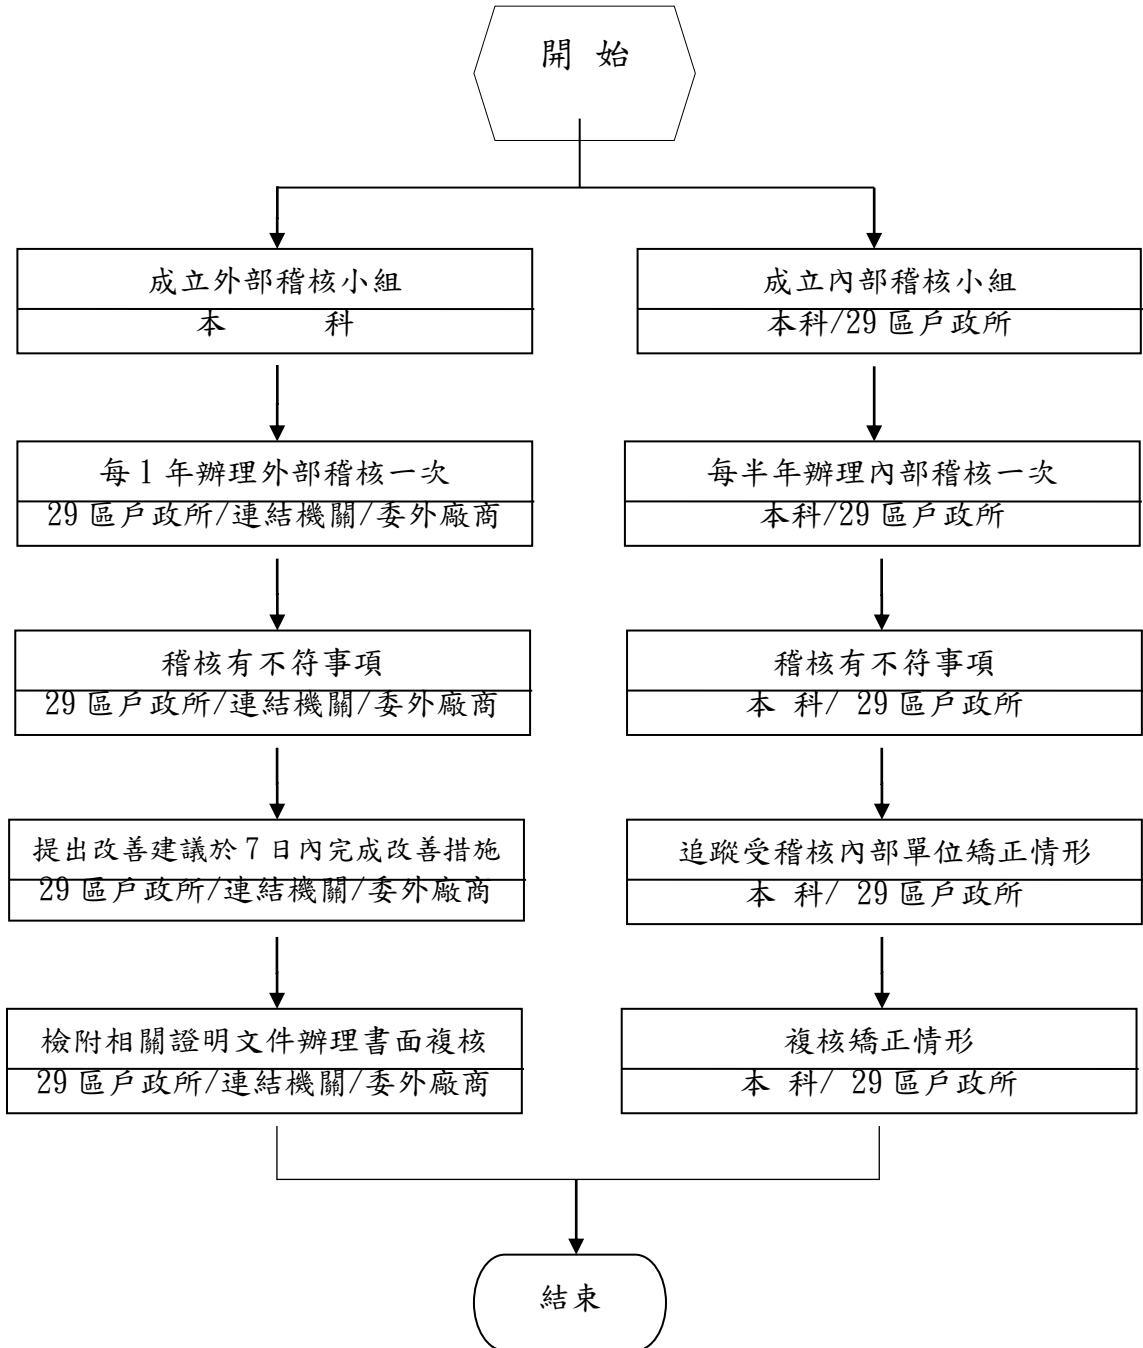 開 始
成立外部稽核小組
本 科
每 1 年辦理外部稽核一次
29 區戶政所/連結機關/委外廠商
稽核有不符事項
29 區戶政所/連結機關/委外廠商
提出改善建議於 7 日內完成改善措施
29 區戶政所/連結機關/委外廠商
檢附相關證明文件辦理書面複核
29 區戶政所/連結機關/委外廠商
成立內部稽核小組
本科/29 區戶政所
每半年辦理內部稽核一次
本科/29 區戶政所
稽核有不符事項
本 科/ 29 區戶政所
追蹤受稽核內部單位矯正情形
本 科/ 29 區戶政所
複核矯正情形
本 科/ 29 區戶政所
結束